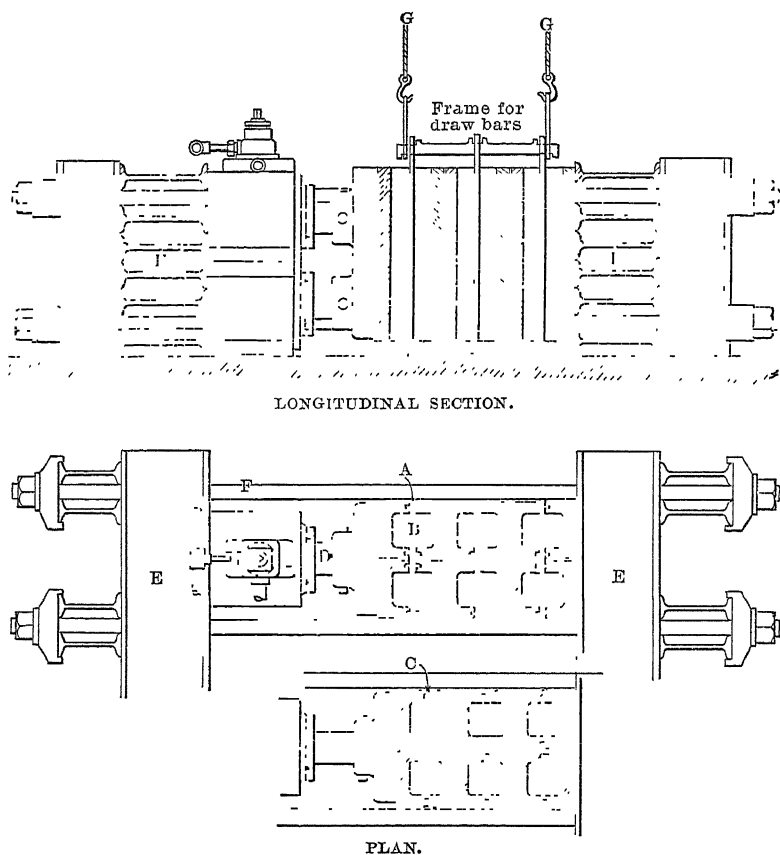 G
G
Frame for
draw bars
I
I
LONGITUDINAL SECTION.
F
A
B
D
E
E
C
PLAN.